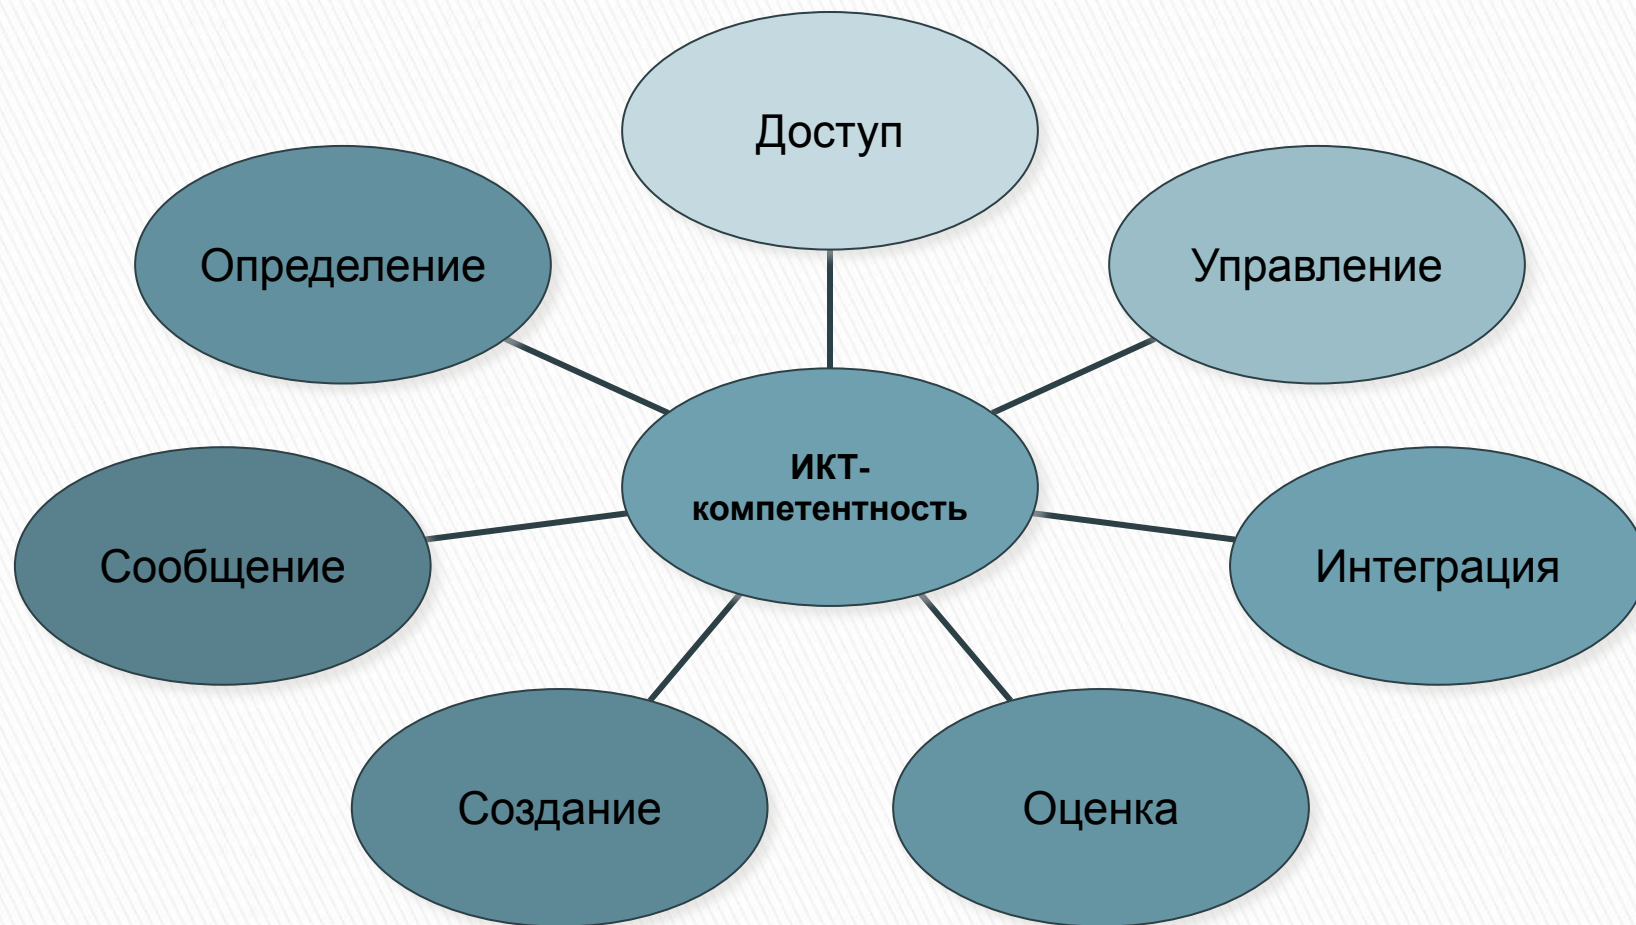 Доступ
Определение
Управление
ИКТ-
компетентность
Сообщение
Интеграция
Создание
Оценка